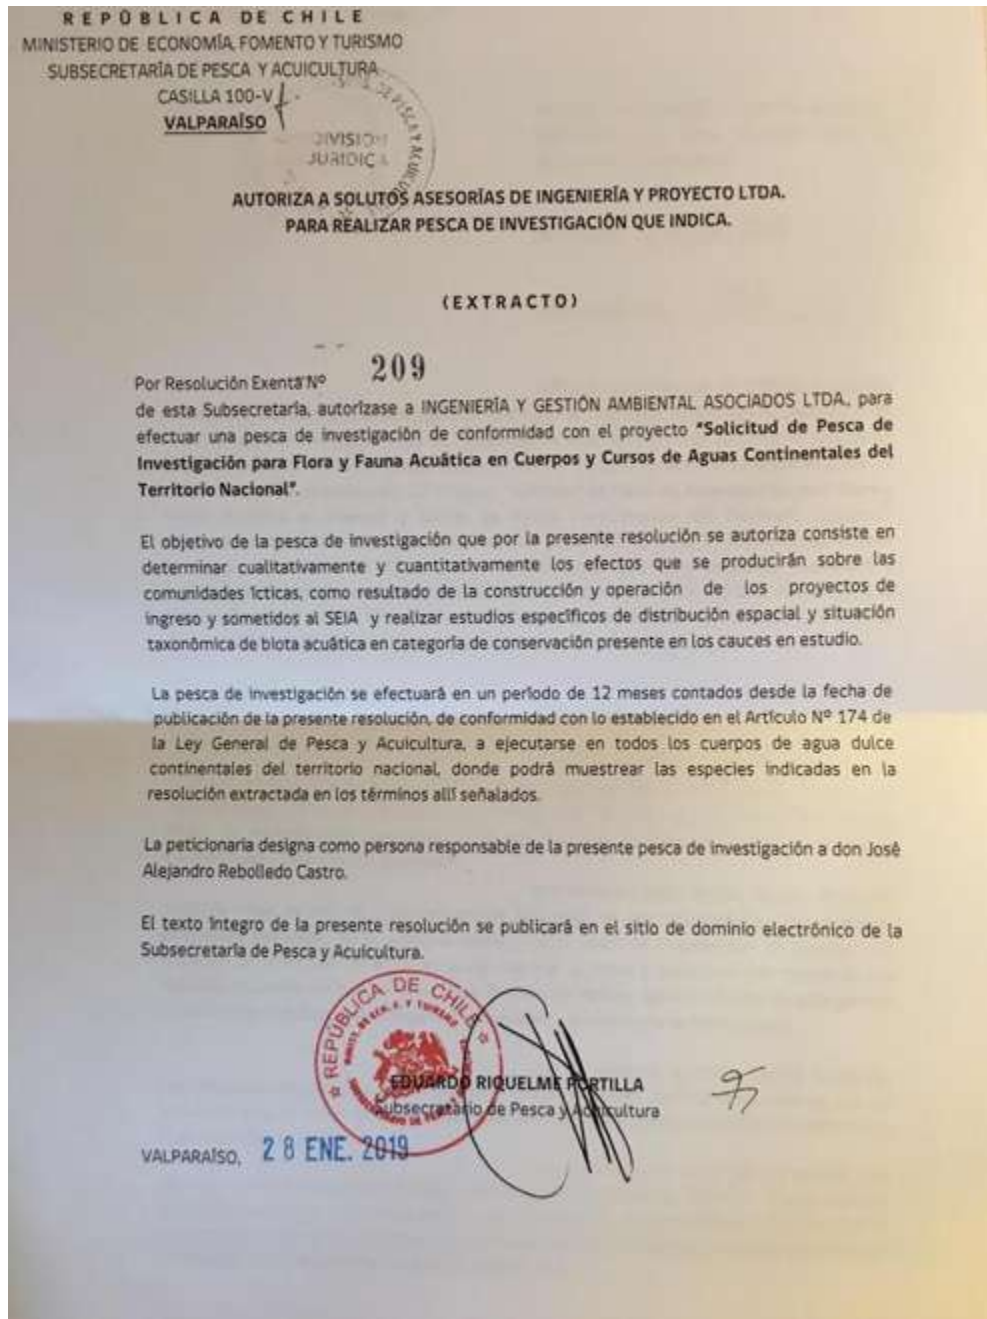 REPÚBLICA DE CHILE
MINISTERIO DE ECONOMÍA, FOMENTO Y TURISMO
SUBSECRETARÍA DE PESCA Y ACUICULTURA
CASILLA 100-V
VALPARAÍSO
DE PESCA Y ACUICU
DIVISION
JURIDICA
AUTORIZA A SOLUTOS ASESORÍAS DE INGENIERÍA Y PROYECTO LTDA.
PARA REALIZAR PESCA DE INVESTIGACIÓN QUE INDICA.
(EXTRACTO)
Por Resolución Exenta Nº 209
de esta Subsecretaría, autorízase a INGENIERÍA Y GESTIÓN AMBIENTAL ASOCIADOS LTDA., para
efectuar una pesca de investigación de conformidad con el proyecto "Solicitud de Pesca de
Investigación para Flora y Fauna Acuática en Cuerpos y Cursos de Aguas Continentales del
Territorio Nacional".
El objetivo de la pesca de investigación que por la presente resolución se autoriza consiste en
determinar cualitativamente y cuantitativamente los efectos que se producirán sobre las
comunidades ícticas, como resultado de la construcción y operación de los proyectos de
ingreso y sometidos al SEIA y realizar estudios específicos de distribución espacial y situación
taxonómica de biota acuática en categoría de conservación presente en los cauces en estudio.
La pesca de investigación se efectuará en un período de 12 meses contados desde la fecha de
publicación de la presente resolución, de conformidad con lo establecido en el Artículo Nº 174 de
la Ley General de Pesca y Acuicultura, a ejecutarse en todos los cuerpos de agua dulce
continentales del territorio nacional, donde podrá muestrear las especies indicadas en la
resolución extractada en los términos allí señalados.
La peticionaria designa como persona responsable de la presente pesca de investigación a don José
Alejandro Rebolledo Castro.
El texto íntegro de la presente resolución se publicará en el sitio de dominio electrónico de la
Subsecretaría de Pesca y Acuicultura.
REPÚBLICA DE CHILE
EDUARDO RIQUELME PORTILLA
Subsecretario de Pesca y Acuicultura
VALPARAÍSO, 28 ENE. 2019